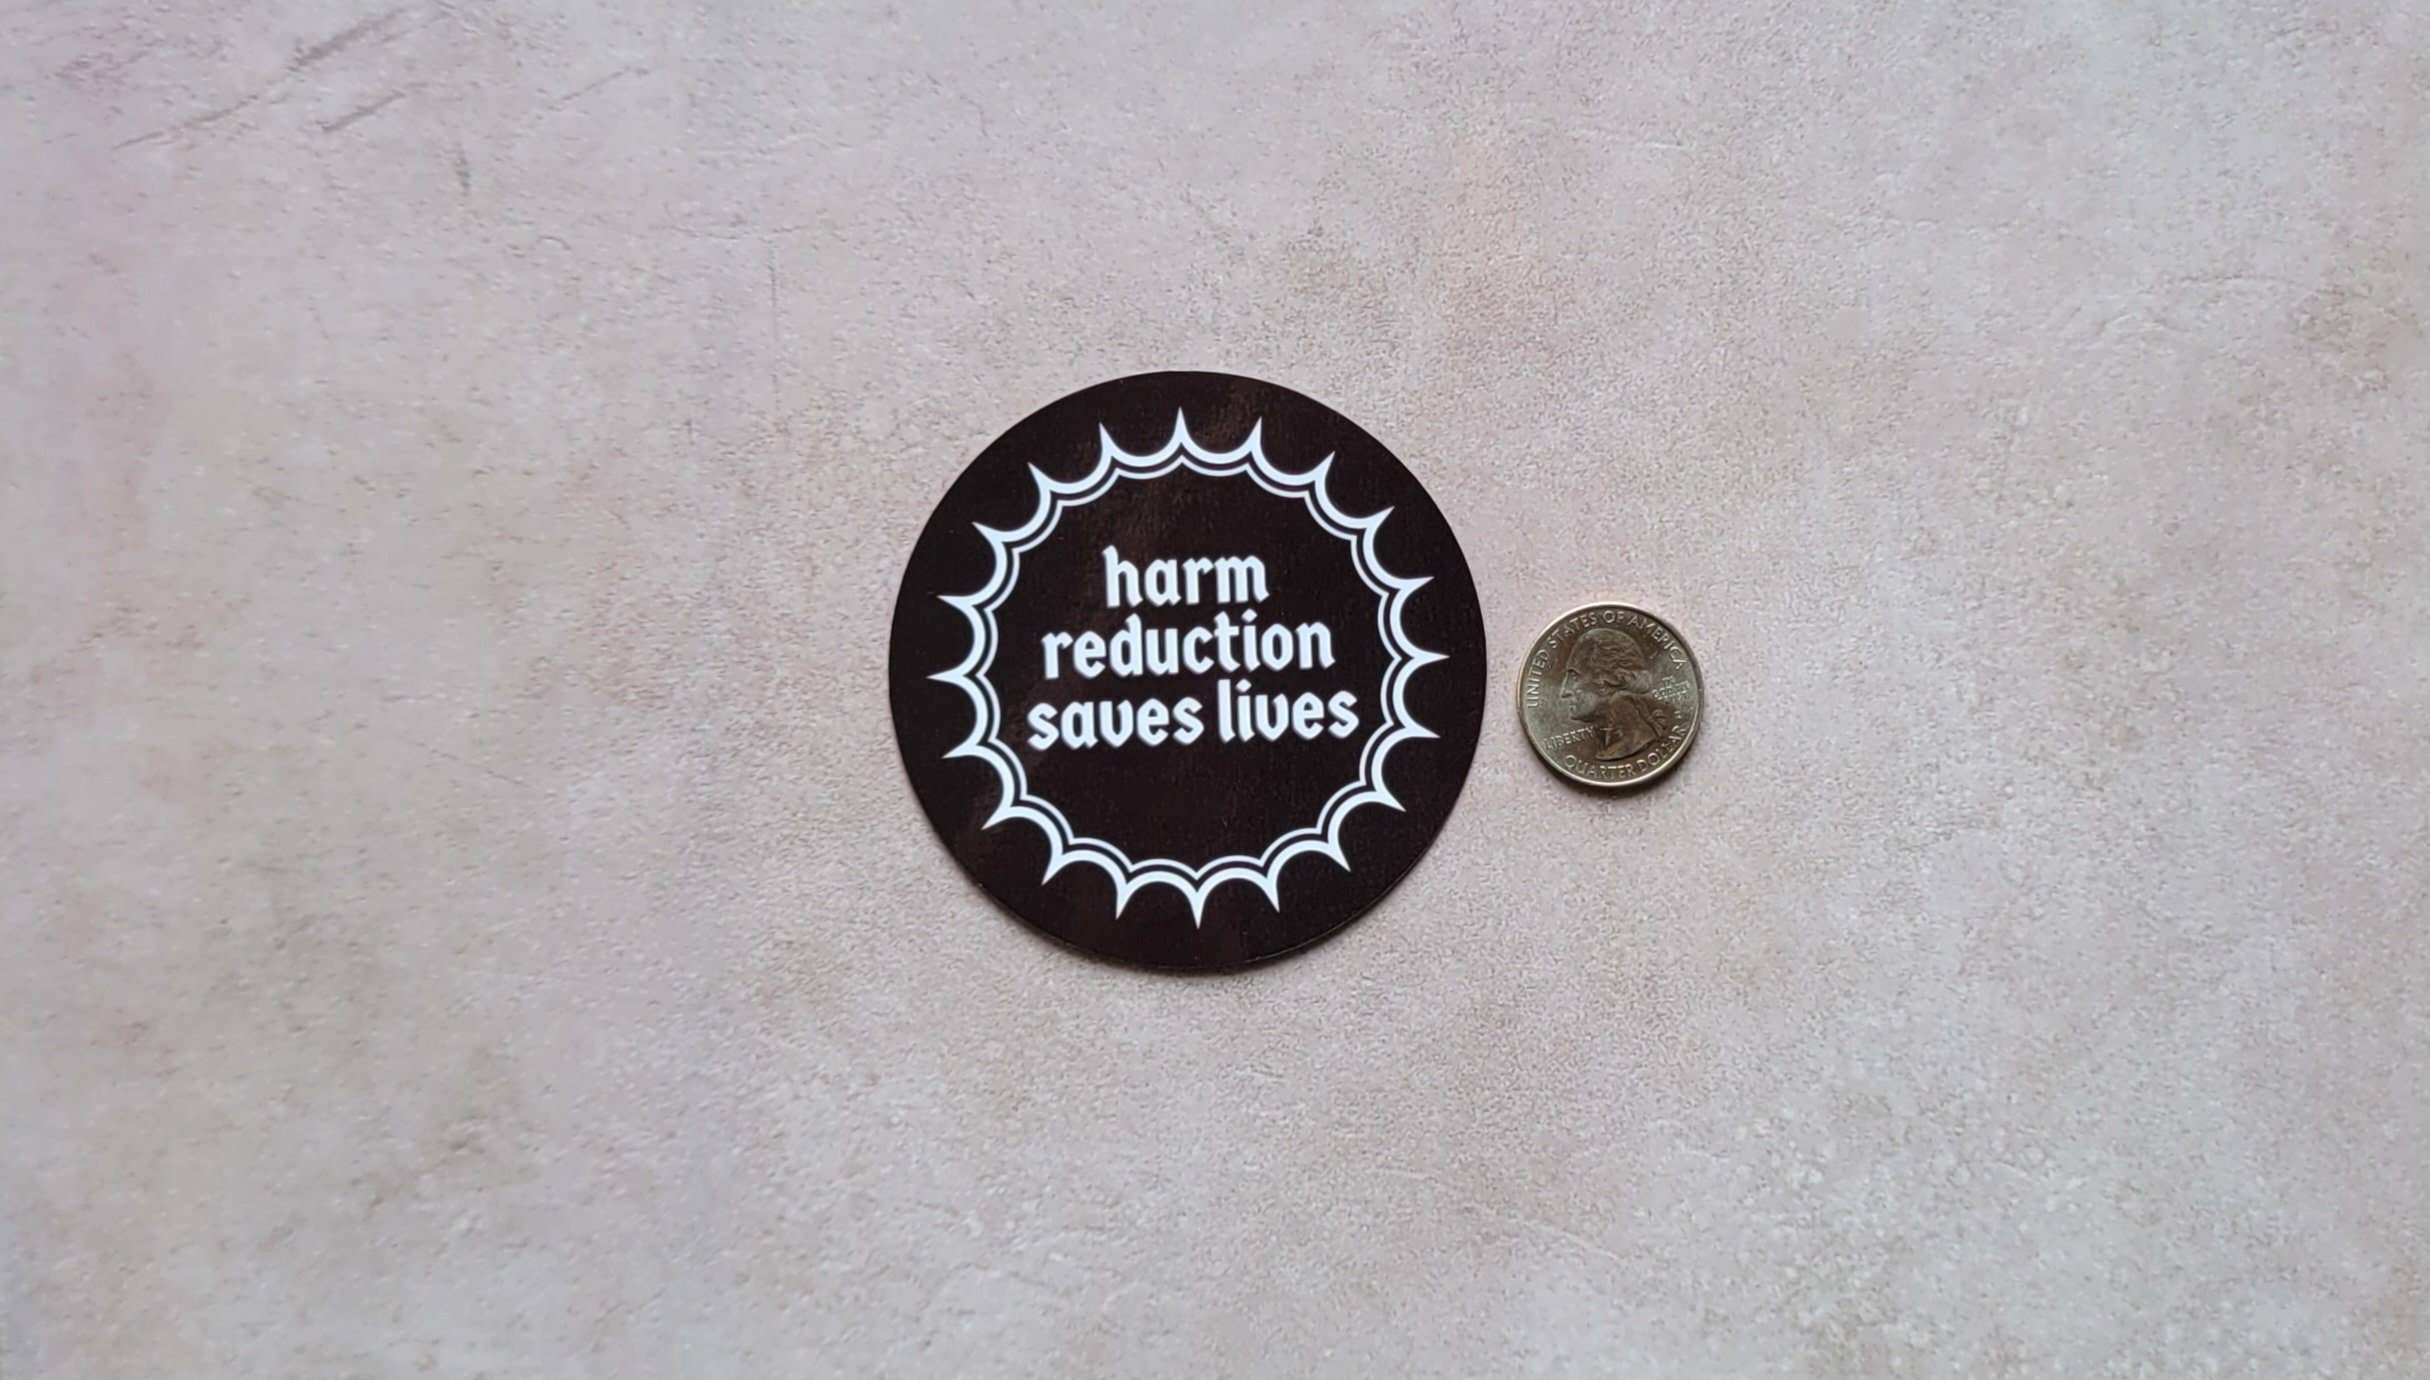 harm
reduction
saves lives
UNITED STATES OF AMERICA
LIBERTY
QUARTER DOLLAR